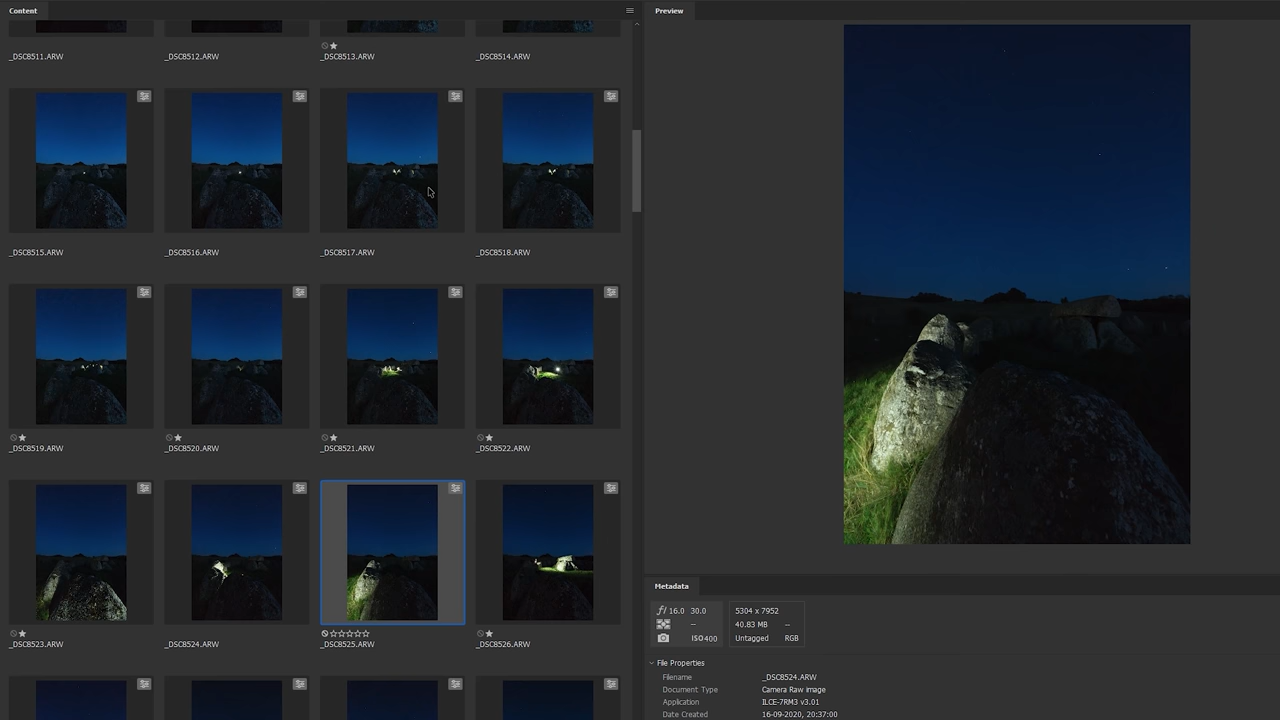 Content
_DSC8511.ARW
_DSC8512.ARW
_DSC8513.ARW
_DSC8514.ARW
_DSC8515.ARW
_DSC8516.ARW
_DSC8517.ARW
_DSC8518.ARW
_DSC8519.ARW
_DSC8520.ARW
_DSC8521.ARW
_DSC8522.ARW
_DSC8523.ARW
_DSC8524.ARW
_DSC8525.ARW
_DSC8526.ARW
Preview
Metadata
f/ 16.0 30.0
--
ISO400
5304 x 7952
40.83 MB --
Untagged RGB
File Properties
Filename _DSC8524.ARW
Document Type Camera Raw image
Application ILCE-7RM3 v3.01
Date Created 16-09-2020, 20:37:00